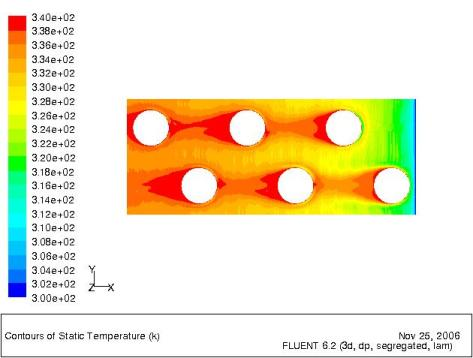 3.40e+02
3.38e+02
3.36e+02
3.34e+02
3.32e+02
3.30e+02
3.28e+02
3.26e+02
3.24e+02
3.22e+02
3.20e+02
3.18e+02
3.16e+02
3.14e+02
3.12e+02
3.10e+02
3.08e+02
3.06e+02
3.04e+02
3.02e+02
3.00e+02
Y
Z X
Contours of Static Temperature (k)
Nov 25, 2006
FLUENT 6.2 (3d, dp, segregated, lam)